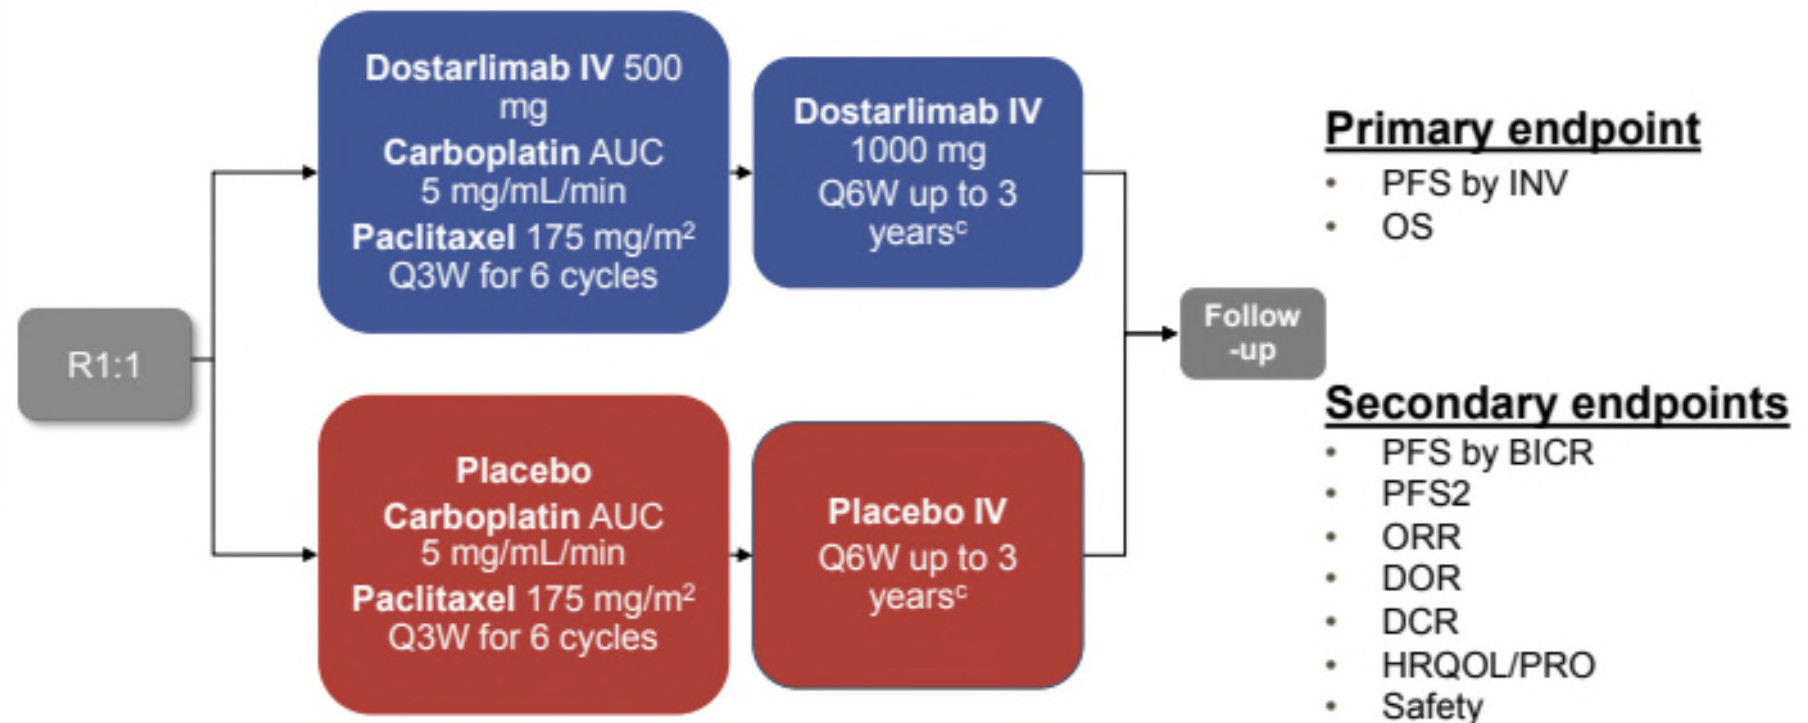 R1:1
Dostarlimab IV 500
mg
Carboplatin AUC
5 mg/mL/min
Paclitaxel 175 mg/m²
Q3W for 6 cycles
Dostarlimab IV
1000 mg
Q6W up to 3
yearsᶜ
Placebo
Carboplatin AUC
5 mg/mL/min
Paclitaxel 175 mg/m²
Q3W for 6 cycles
Placebo IV
Q6W up to 3
yearsᶜ
Follow
-up
Primary endpoint
• PFS by INV
• OS
Secondary endpoints
• PFS by BICR
• PFS2
• ORR
• DOR
• DCR
• HRQOL/PRO
• Safety